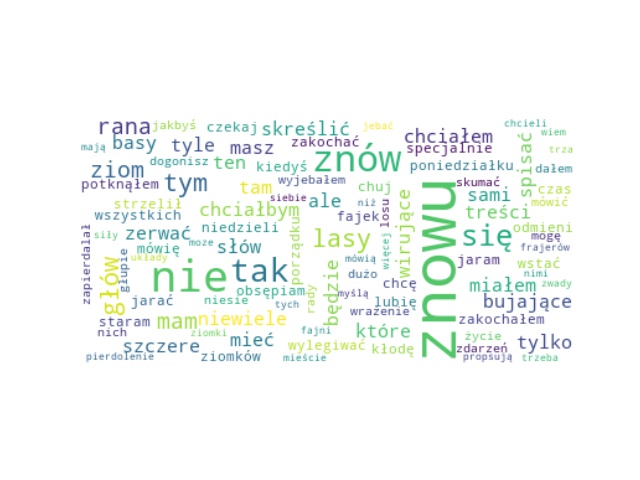 rana jakbyś czekaj skreślić jebać chcieli
mają basy tyle masz zakochać chciałem specjalnie wiem trza
ziom dogonisz ten kiedyś znów poniedziałku dałem
potknąłem tym tam wyjebałem chuj skumać sami spisać czas
strzelił siebie ale niż losu mówić
wszystkich chciałbym fajek treści
zerwać niedzieli lasy wirujące znowu się odmieni
siły mówię moze słów porządku mogę frajerów
zapierdalał głów głupie układy nie tak będzie mówią więcej jaram wstać
obsępiam dużo chcę miałem nimi zwady
jarać niesie tych rady myślą lubię bujające
staram mam niewiele wrażenie zakochałem
nich ziomki fajni które życie
szczere mieć wylegiwać kłodę zdarzeń tylko
pierdolenie ziomków mieście propsują trzeba